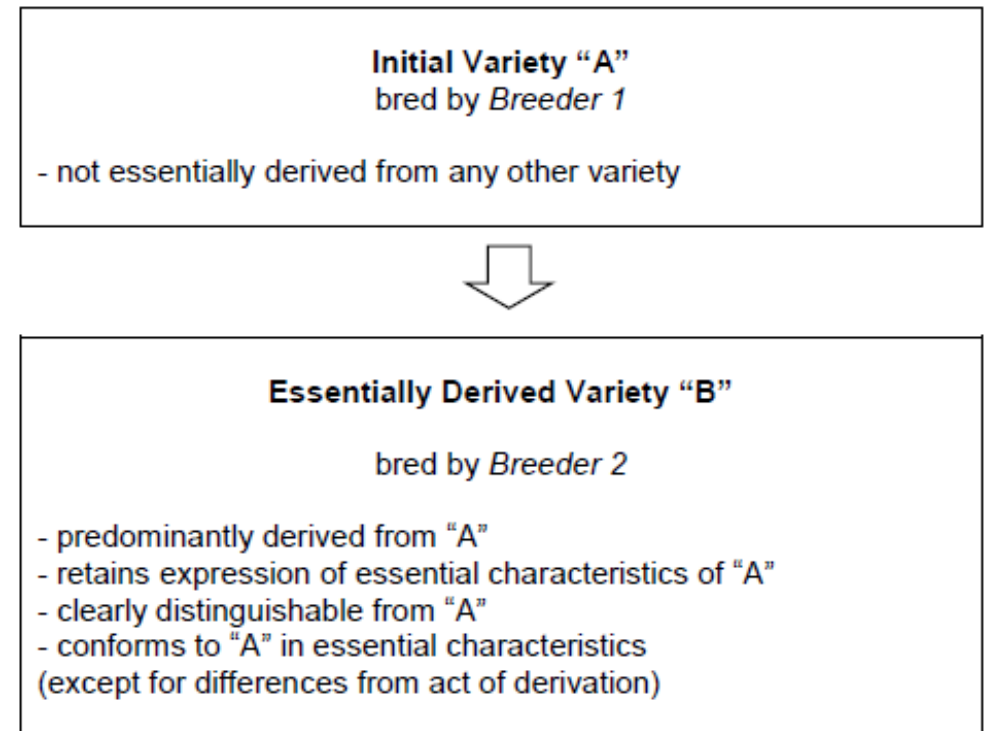 Initial Variety “A”
bred by Breeder 1
- not essentially derived from any other variety
Essentially Derived Variety “B”
bred by Breeder 2
- predominantly derived from “A”
- retains expression of essential characteristics of “A”
- clearly distinguishable from “A”
- conforms to “A” in essential characteristics
(except for differences from act of derivation)